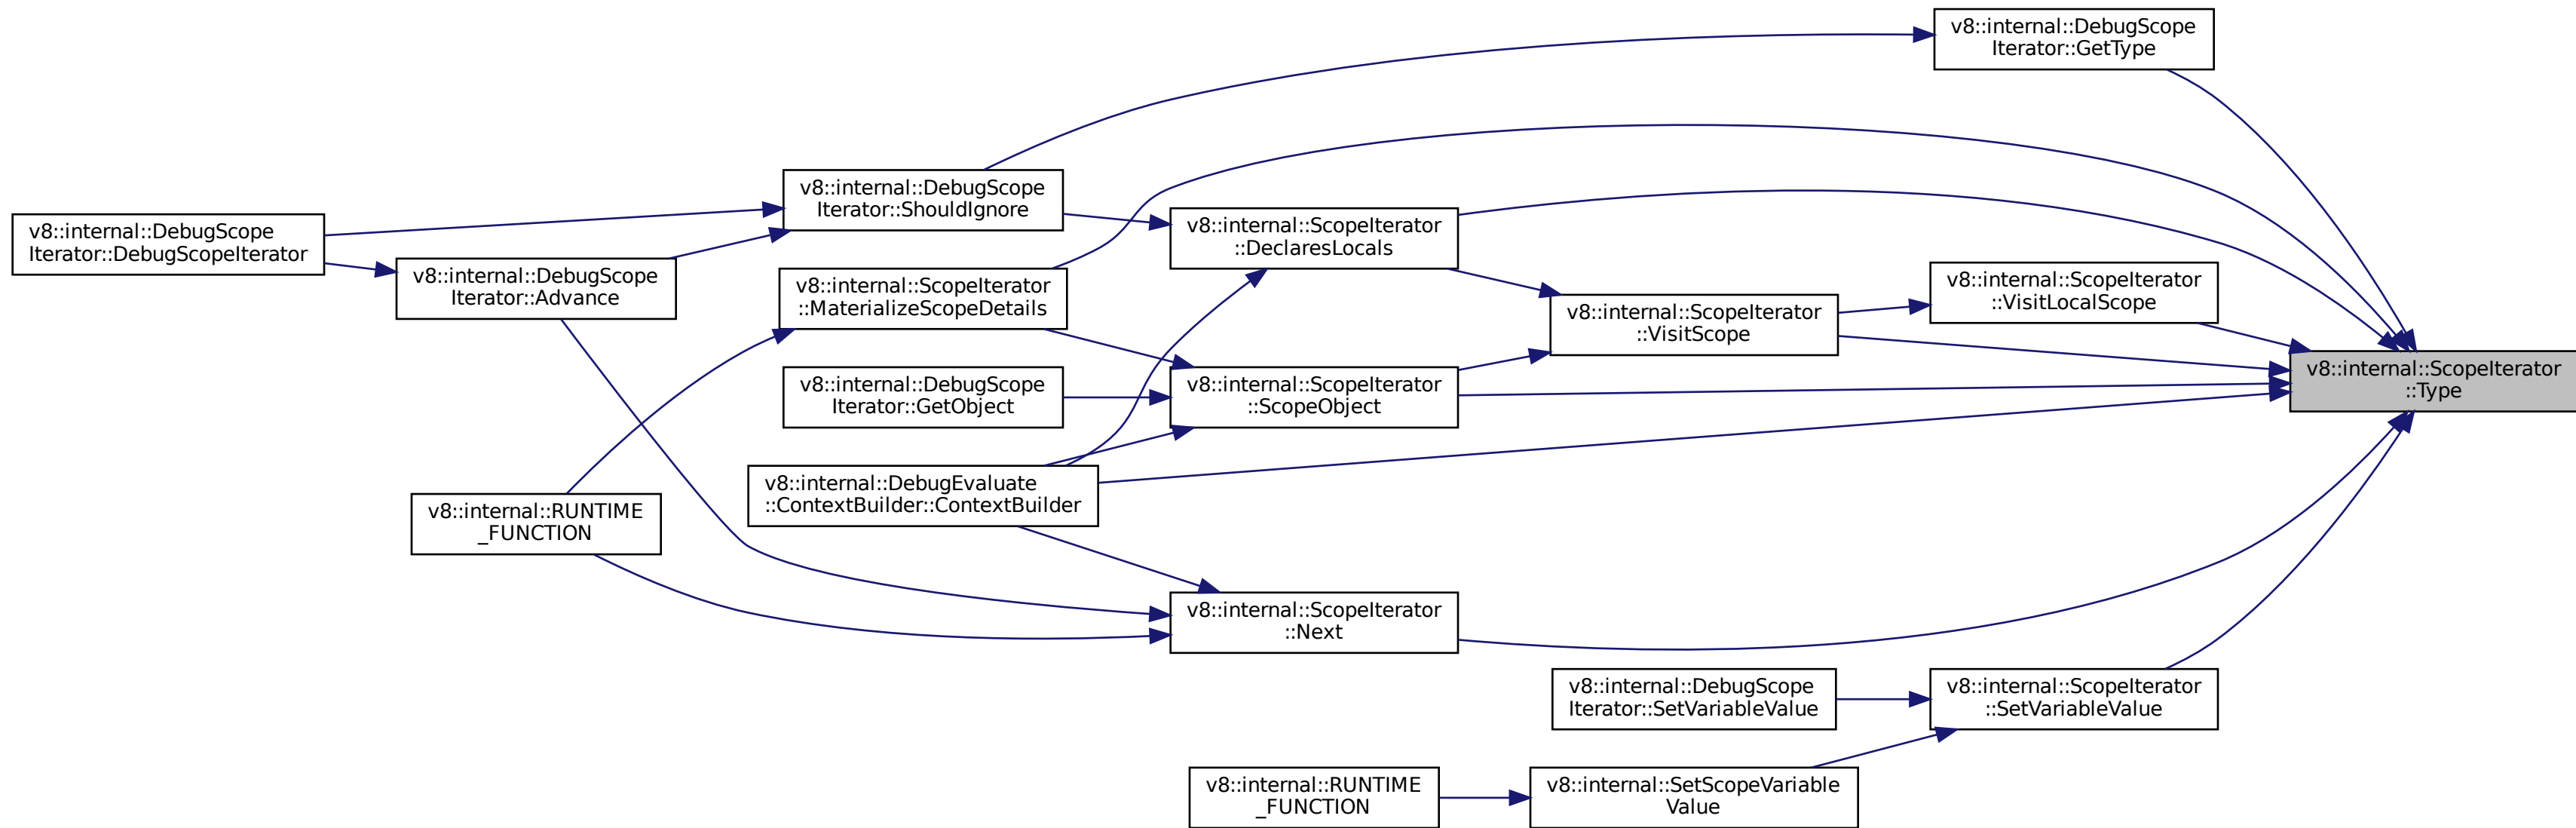 v8::internal::DebugScope
Iterator::GetType
v8::internal::DebugScope
Iterator::ShouldIgnore
v8::internal::ScopeIterator
::DeclaresLocals
v8::internal::DebugScope
Iterator::DebugScopeIterator
v8::internal::DebugScope
Iterator::Advance
v8::internal::ScopeIterator
::MaterializeScopeDetails
v8::internal::ScopeIterator
::VisitLocalScope
v8::internal::ScopeIterator
::VisitScope
v8::internal::ScopeIterator
::Type
v8::internal::DebugScope
Iterator::GetObject
v8::internal::ScopeIterator
::ScopeObject
v8::internal::DebugEvaluate
::ContextBuilder::ContextBuilder
v8::internal::RUNTIME
_FUNCTION
v8::internal::ScopeIterator
::Next
v8::internal::DebugScope
Iterator::SetVariableValue
v8::internal::ScopeIterator
::SetVariableValue
v8::internal::RUNTIME
_FUNCTION
v8::internal::SetScopeVariable
Value